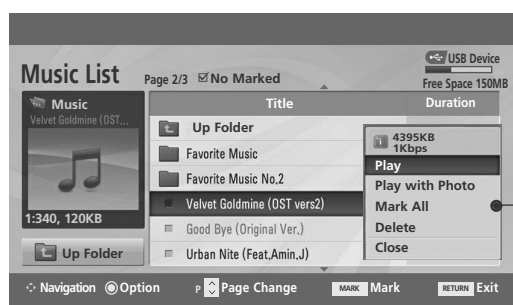 USB Device
Music List Page 2/3 No Marked
Free Space 150MB
Music
Velvet Goldmine (OST...
1:340, 120KB
Up Folder
Title Duration
Up Folder
Favorite Music
Favorite Music No.2
Velvet Goldmine (OST vers2)
Good Bye (Original Ver.)
Urban Nite (Feat.Amin.J)
4395KB
1Kbps
Play
Play with Photo
Mark All
Delete
Close
Navigation Option P Page Change MARK Mark RETURN Exit